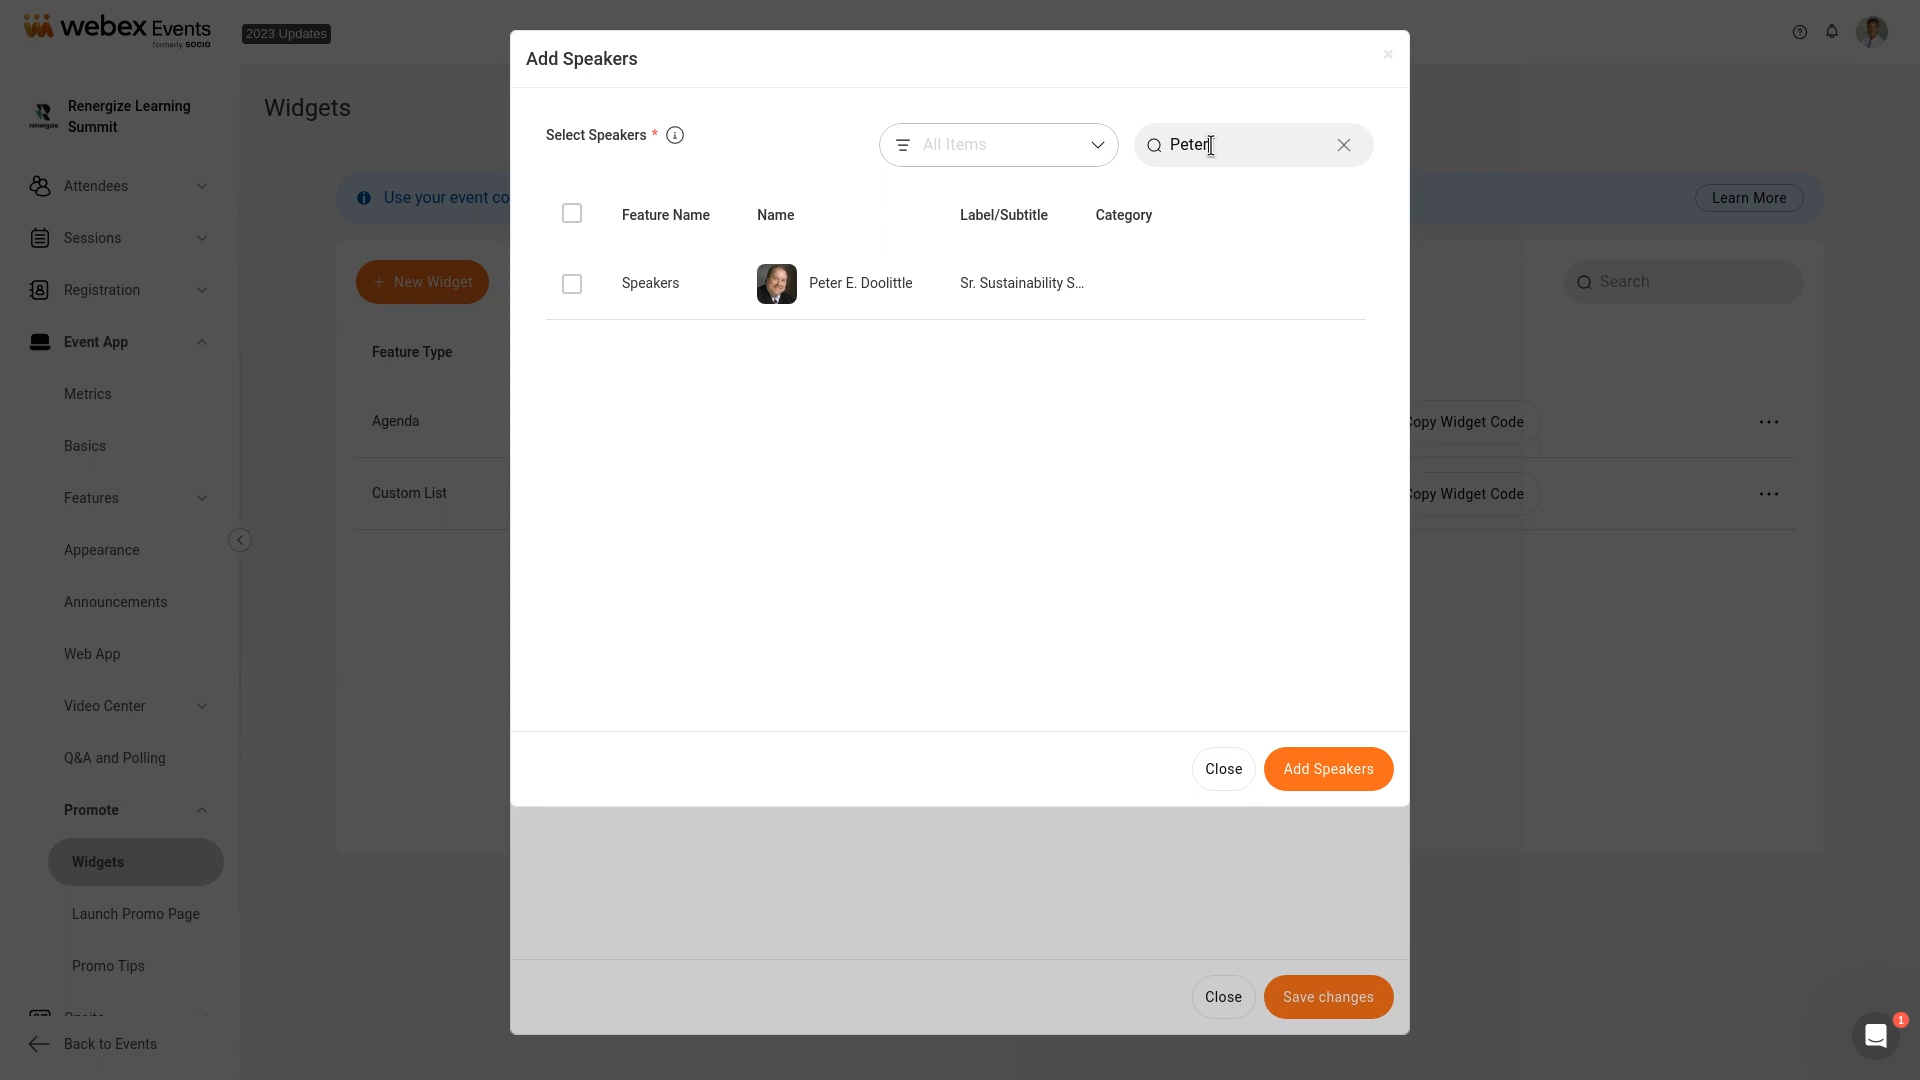 webex Events
formerly SOCIO
2023 Updates
Renergize Learning
Summit
Attendees
Sessions
Registration
Event App
Metrics
Basics
Features
Appearance
Announcements
Web App
Video Center
Q&A and Polling
Promote
Widgets
Launch Promo Page
Promo Tips
Back to Events
Widgets
Use your event co
Learn More
+ New Widget
Search
Feature Type
Agenda
Copy Widget Code
Custom List
Copy Widget Code
Add Speakers
×
Select Speakers *
All Items
Peter
Feature Name Name Label/Subtitle Category
Speakers Peter E. Doolittle Sr. Sustainability S...
Close Add Speakers
Close Save changes
1